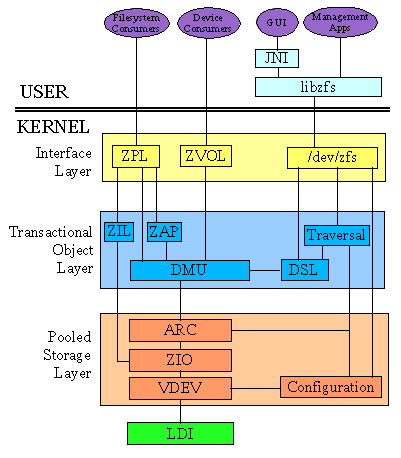 Filesystem
Consumers
Device
Consumers
GUI
Management
Apps
JNI
libzfs
USER
KERNEL
Interface
Layer
ZPL
ZVOL
/dev/zfs
Transactional
Object
Layer
ZIL
ZAP
Traversal
DMU
DSL
Pooled
Storage
Layer
ARC
ZIO
VDEV
Configuration
LDI